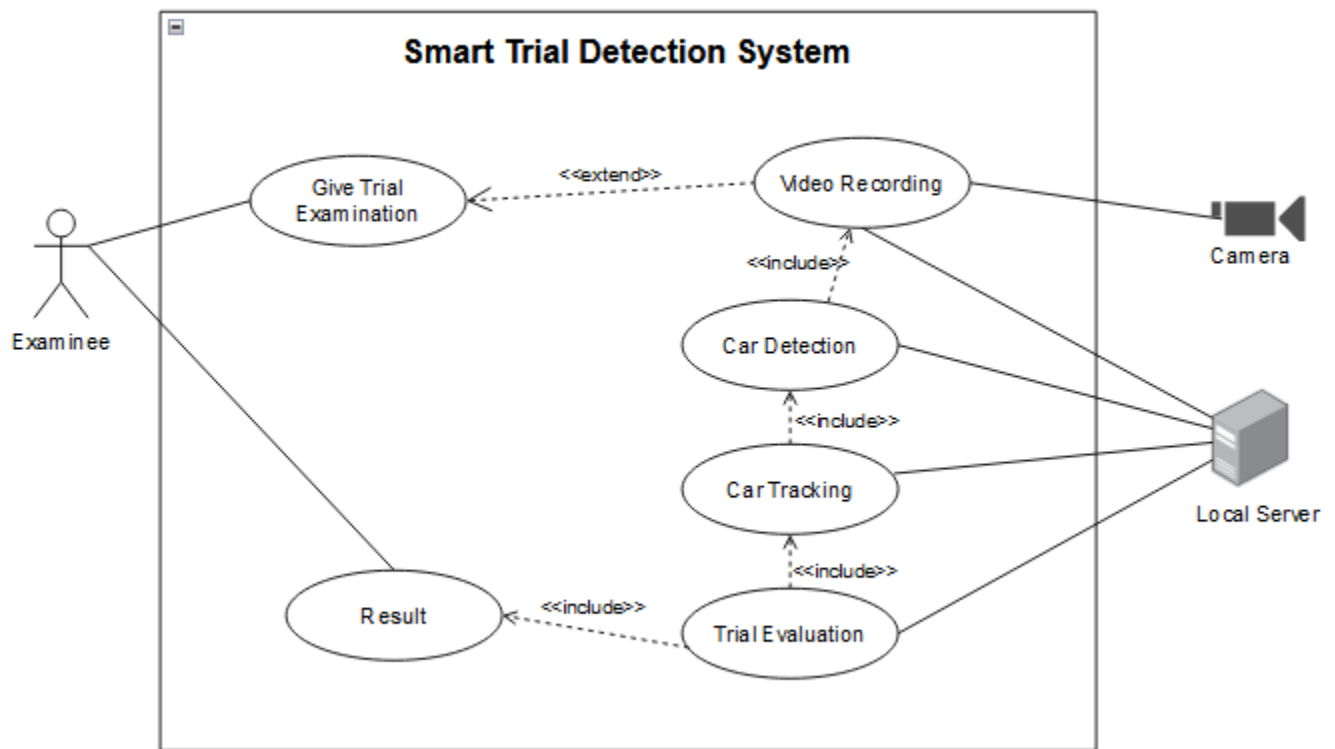 Smart Trial Detection System
Give Trial
Examination
<<extend>>
Video Recording
Examinee
Camera
<<include>>
Car Detection
<<include>>
Car Tracking
Local Server
<<include>>
Result
<<include>>
Trial Evaluation